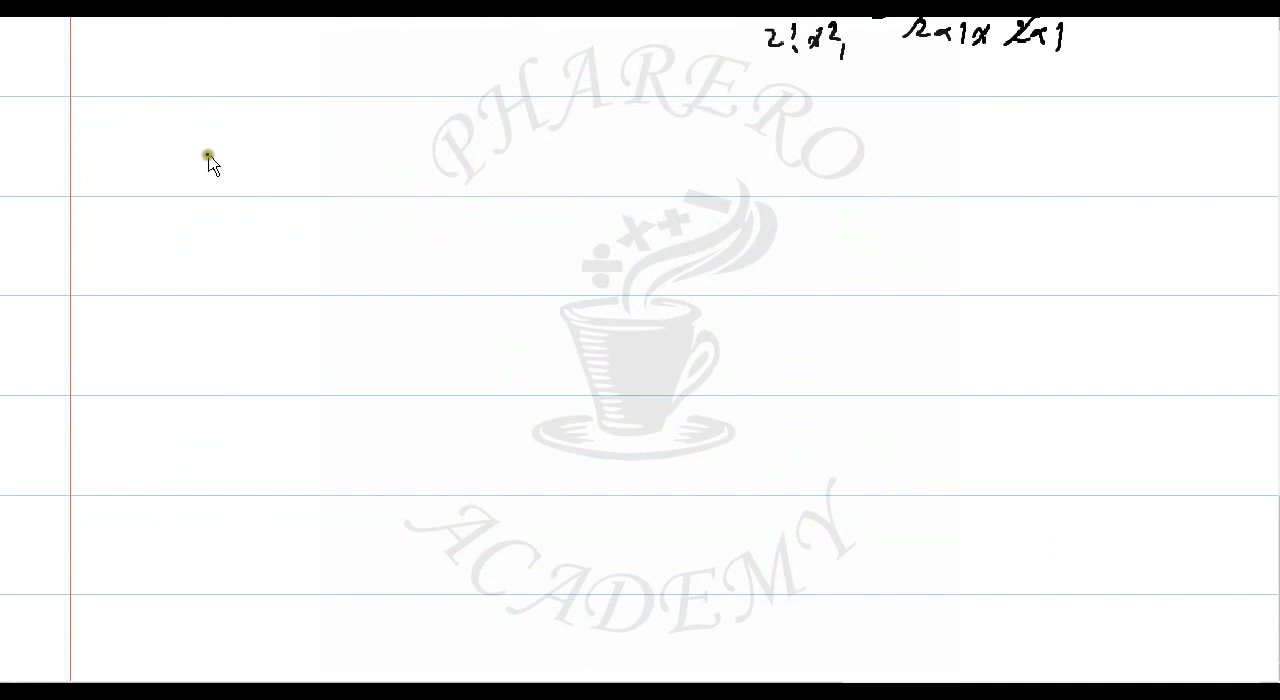 2! x 2! = 2 x 1 x 2 x 1
PHARERO
÷ x + + -
ACADEMY